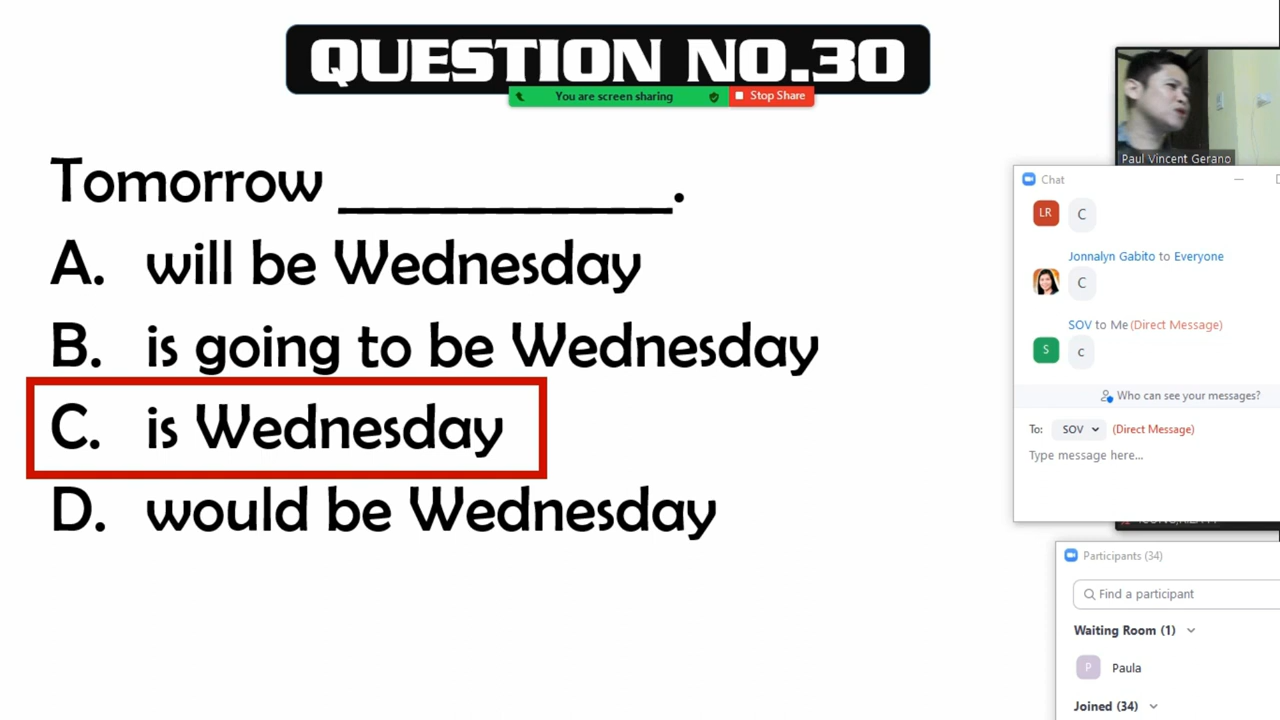 QUESTION NO.30
You are screen sharing
Stop Share
Tomorrow ____________.
A. will be Wednesday
B. is going to be Wednesday
C. is Wednesday
D. would be Wednesday
Paul Vincent Gerano
Chat
LR
C
Jonnalyn Gabito to Everyone
C
SOV to Me (Direct Message)
S
c
Who can see your messages?
To: SOV (Direct Message)
Type message here...
Participants (34)
Find a participant
Waiting Room (1)
P
Paula
Joined (34)